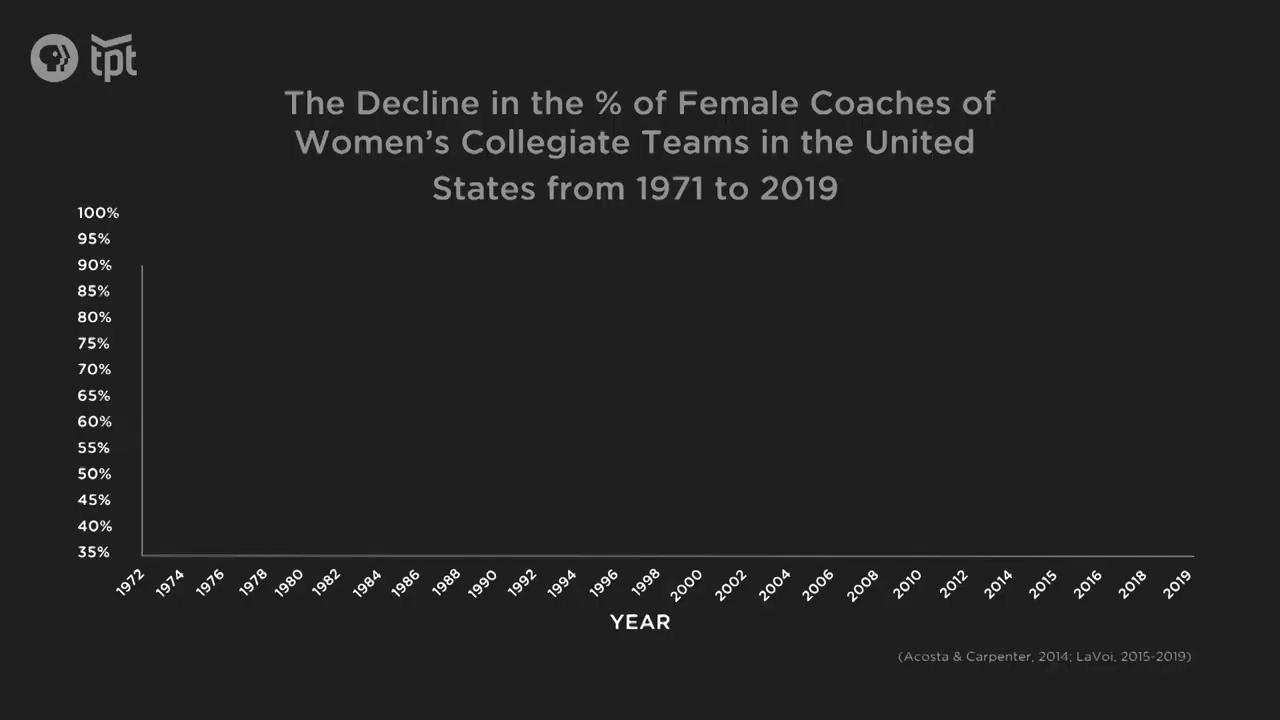 tpt
The Decline in the % of Female Coaches of
Women's Collegiate Teams in the United
States from 1971 to 2019
100%
95%
90%
85%
80%
75%
70%
65%
60%
55%
50%
45%
40%
35%
1972 1974 1976 1978 1980 1982 1984 1986 1988 1990 1992 1994 1996 1998 2000 2002 2004 2006 2008 2010 2012 2014 2015 2016 2018 2019
YEAR
(Acosta & Carpenter, 2014; LaVoi, 2015-2019)